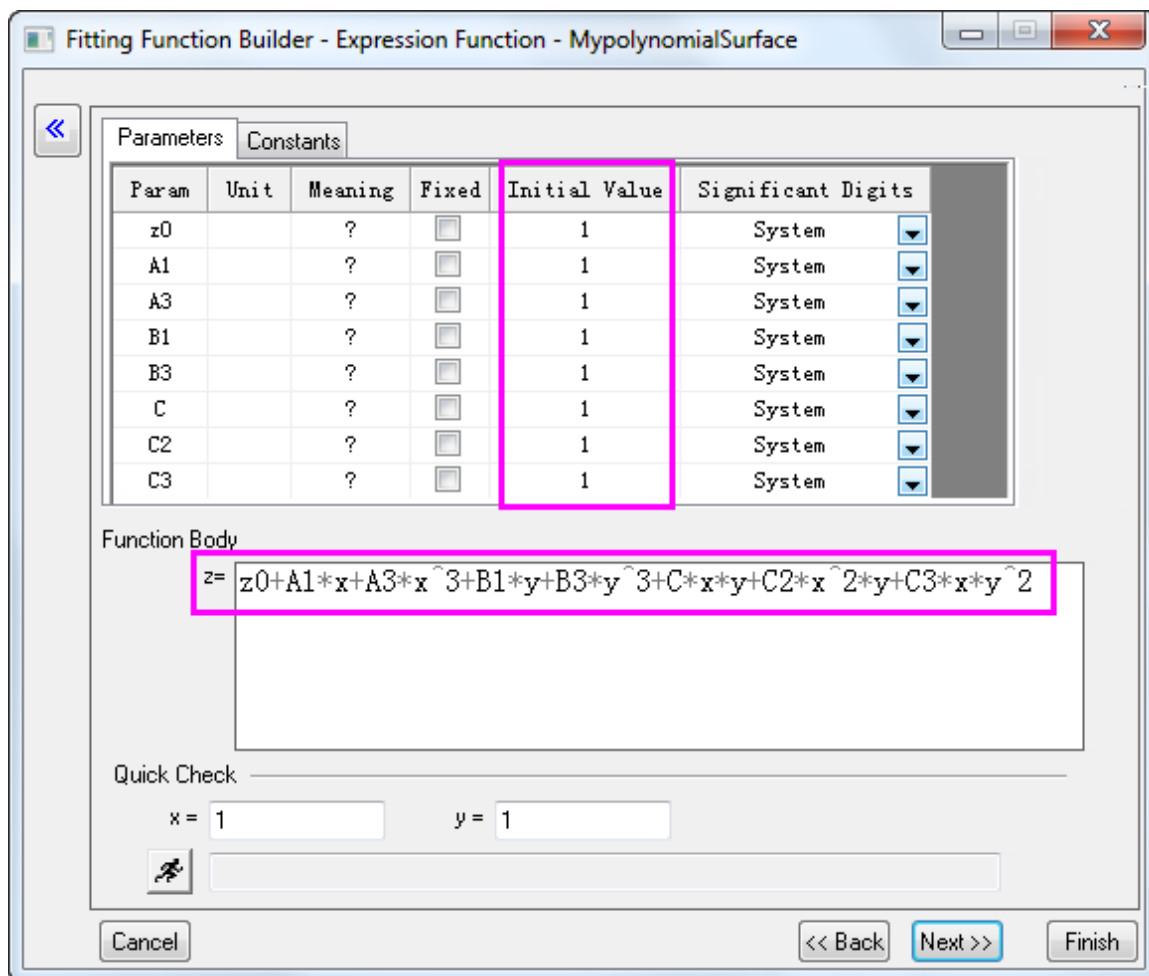 Fitting Function Builder - Expression Function - MypolynomialSurface
Parameters Constants
Param Unit Meaning Fixed Initial Value Significant Digits
z0 ? 1 System
A1 ? 1 System
A3 ? 1 System
B1 ? 1 System
B3 ? 1 System
C ? 1 System
C2 ? 1 System
C3 ? 1 System
Function Body
z= z0+A1*x+A3*x^3+B1*y+B3*y^3+C*x*y+C2*x^2*y+C3*x*y^2
Quick Check
x = 1 y = 1
Cancel << Back Next >> Finish